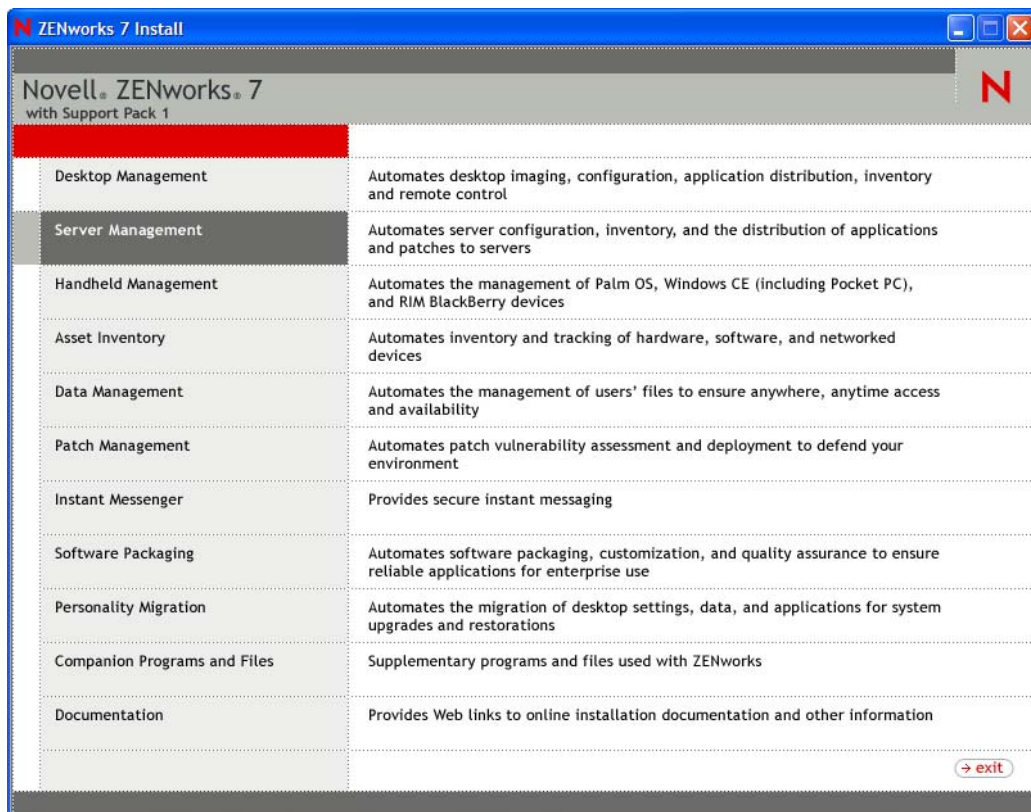 N ZENworks 7 Install
Novell® ZENworks® 7
with Support Pack 1
N
Desktop Management
Automates desktop imaging, configuration, application distribution, inventory
and remote control
Server Management
Automates server configuration, inventory, and the distribution of applications
and patches to servers
Handheld Management
Automates the management of Palm OS, Windows CE (including Pocket PC),
and RIM BlackBerry devices
Asset Inventory
Automates inventory and tracking of hardware, software, and networked
devices
Data Management
Automates the management of users’ files to ensure anywhere, anytime access
and availability
Patch Management
Automates patch vulnerability assessment and deployment to defend your
environment
Instant Messenger
Provides secure instant messaging
Software Packaging
Automates software packaging, customization, and quality assurance to ensure
reliable applications for enterprise use
Personality Migration
Automates the migration of desktop settings, data, and applications for system
upgrades and restorations
Companion Programs and Files
Supplementary programs and files used with ZENworks
Documentation
Provides Web links to online installation documentation and other information
→ exit